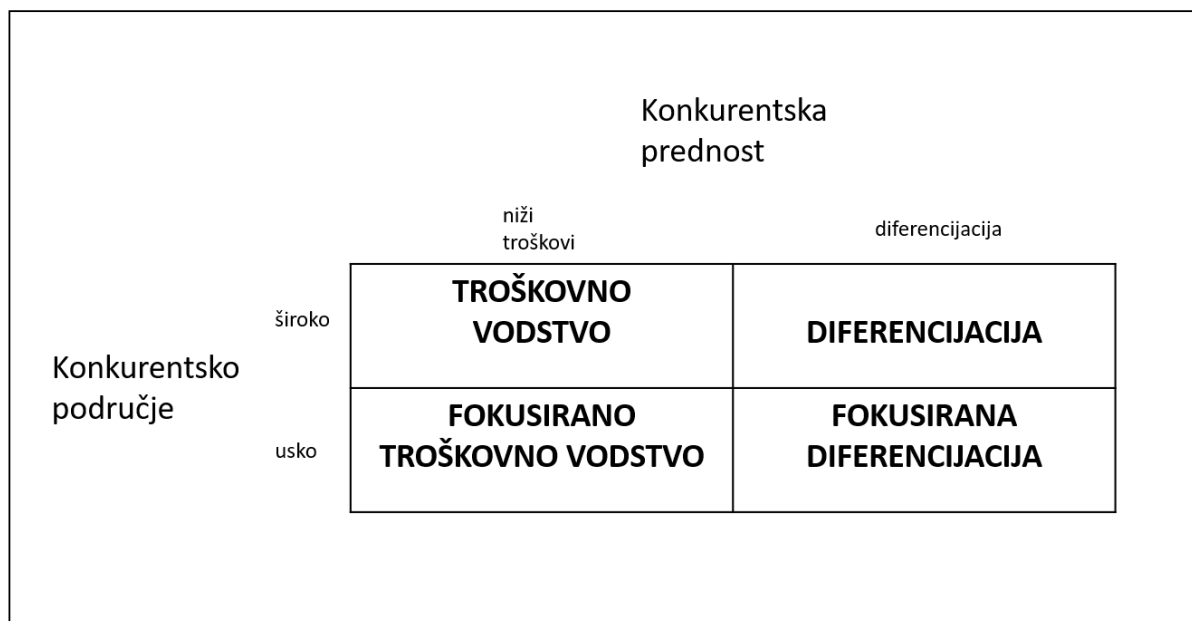 Konkurentska
prednost
niži
troškovi
diferencijacija
široko
TROŠKOVNO
VODSTVO
DIFERENCIJACIJA
Konkurentsko
područje
usko
FOKUSIRANO
TROŠKOVNO VODSTVO
FOKUSIRANA
DIFERENCIJACIJA